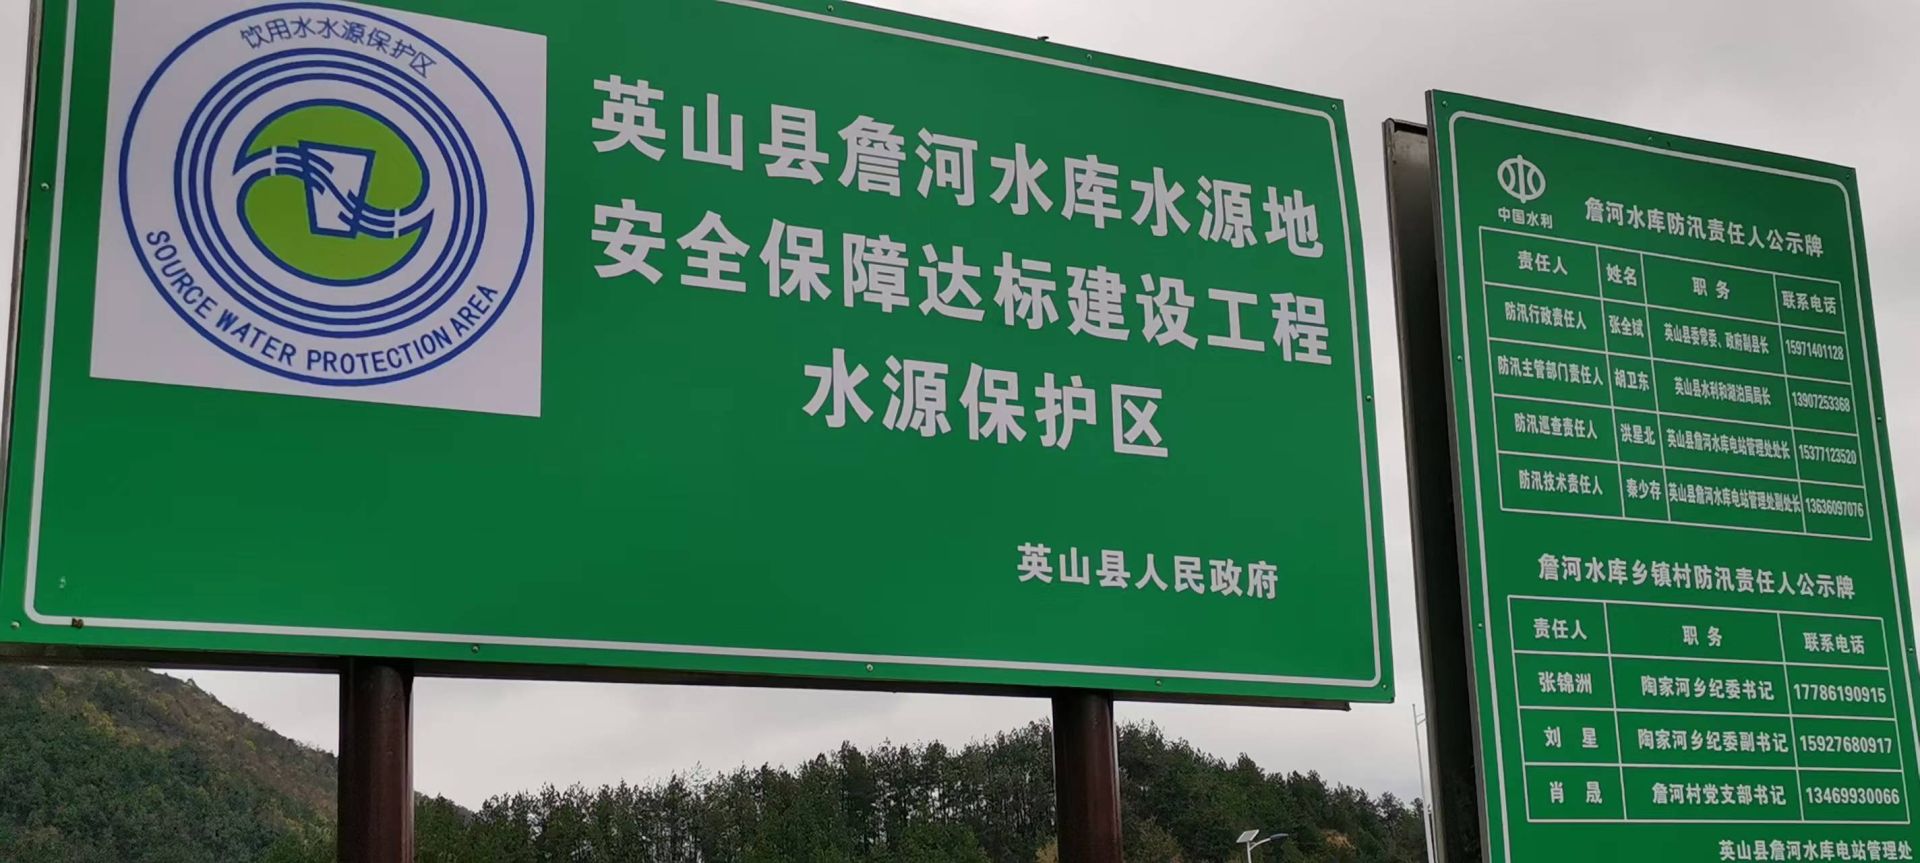 饮用水水源保护区
SOURCE WATER PROTECTION AREA
英山县詹河水库水源地
安全保障达标建设工程
水源保护区
英山县人民政府
中国水利
詹河水库防汛责任人公示牌
责任人 姓名 职务 联系电话
防汛行政责任人 张全斌 英山县委常委、政府副县长 15971401128
防汛主管部门责任人 胡卫东 英山县水利和湖泊局局长 13907253368
防汛巡查责任人 洪星北 英山县詹河水库电站管理处处长 15377123520
防汛技术责任人 秦少存 英山县詹河水库电站管理处副处长 13636097076
詹河水库乡镇村防汛责任人公示牌
责任人 职务 联系电话
张锦洲 陶家河乡纪委书记 17786190915
刘星 陶家河乡纪委副书记 15927680917
肖晟 詹河村党支部书记 13469930066
英山县詹河水库电站管理处